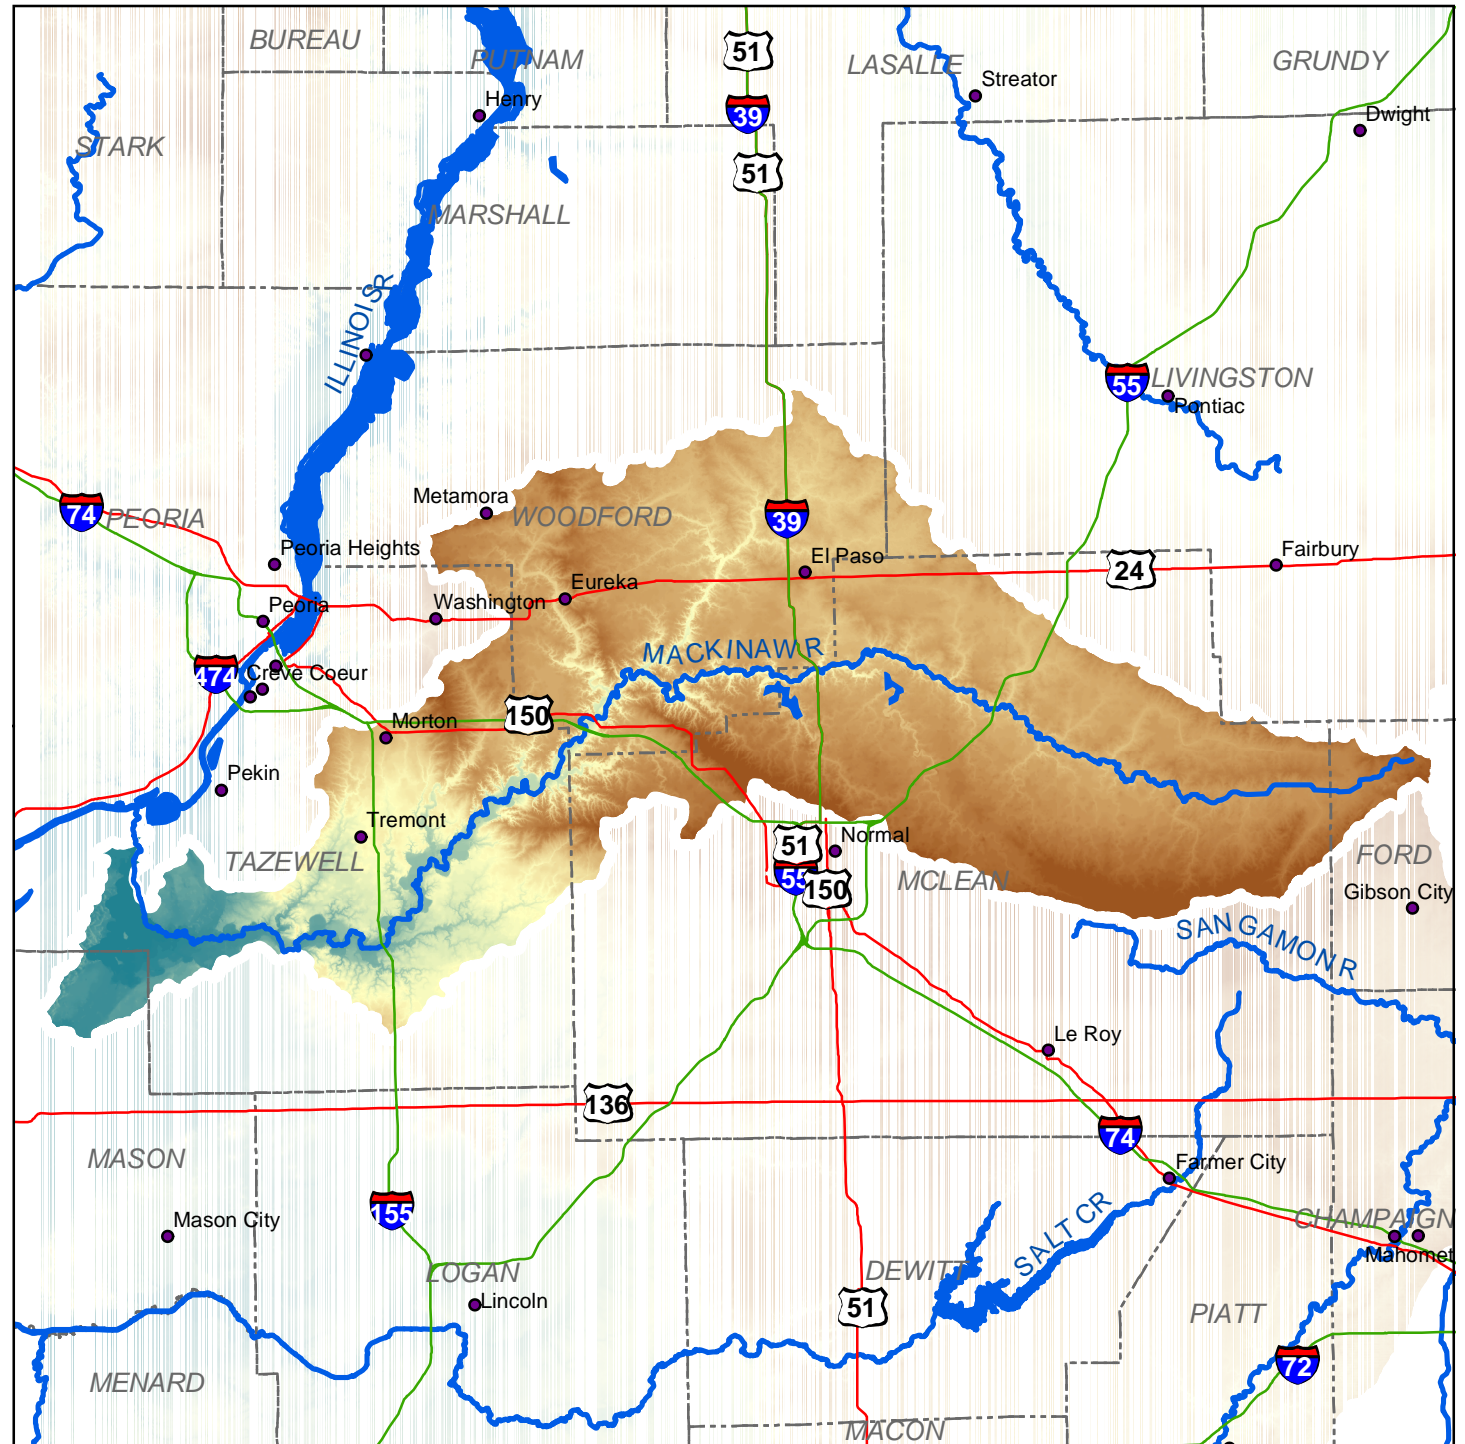 BUREAU
PUTNAM
51
LASALLE
GRUNDY
Streator
Henry
39
Dwight
STARK
51
MARSHALL
ILLINOIS R
55
LIVINGSTON
Pontiac
Metamora
74
PEORIA
WOODFORD
39
Peoria Heights
El Paso
Fairbury
24
Eureka
Peoria
Washington
MACKINAW R
474
Creve Coeur
150
Morton
Pekin
Tremont
51
Normal
TAZEWELL
FORD
55
150
MCLEAN
Gibson City
SANGAMON R
Le Roy
136
74
MASON
Farmer City
155
Mason City
SALT CR
CHAMPAIGN
Mahomet
LOGAN
DEWITT
Lincoln
51
PIATT
72
MENARD
MACON